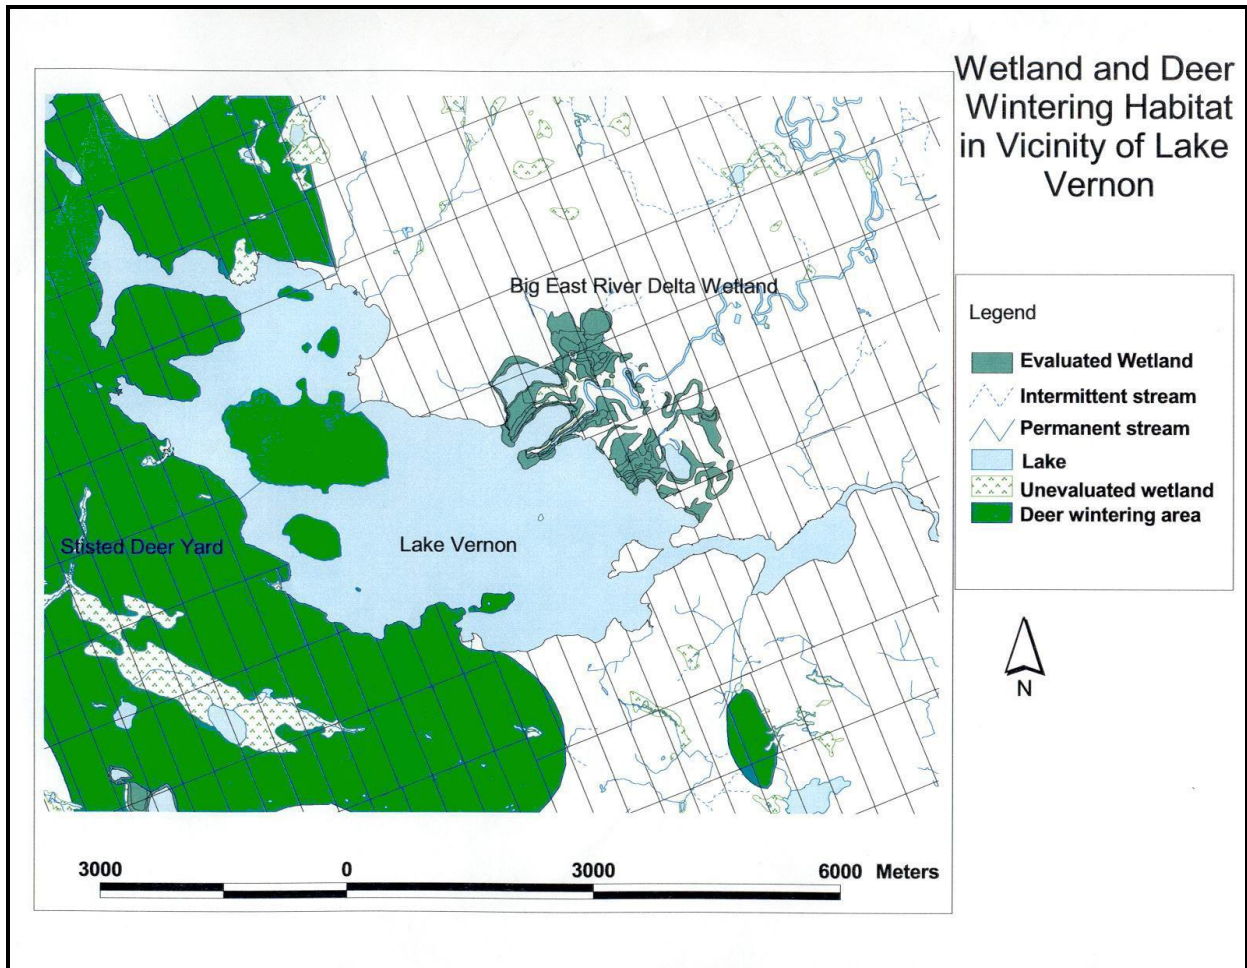 Wetland and Deer
Wintering Habitat
in Vicinity of Lake
Vernon
Big East River Delta Wetland
Stisted Deer Yard
Lake Vernon
Legend
Evaluated Wetland
Intermittent stream
Permanent stream
Lake
Unevaluated wetland
Deer wintering area
N
3000 0 3000 6000 Meters